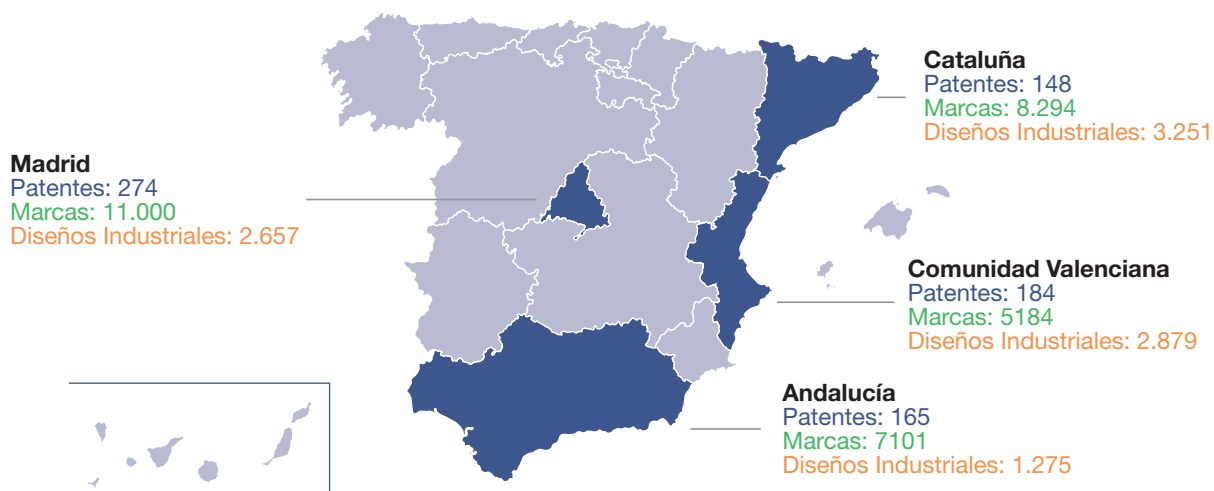 Cataluña
Patentes: 148
Marcas: 8.294
Diseños Industriales: 3.251
Madrid
Patentes: 274
Marcas: 11.000
Diseños Industriales: 2.657
Comunidad Valenciana
Patentes: 184
Marcas: 5184
Diseños Industriales: 2.879
Andalucía
Patentes: 165
Marcas: 7101
Diseños Industriales: 1.275